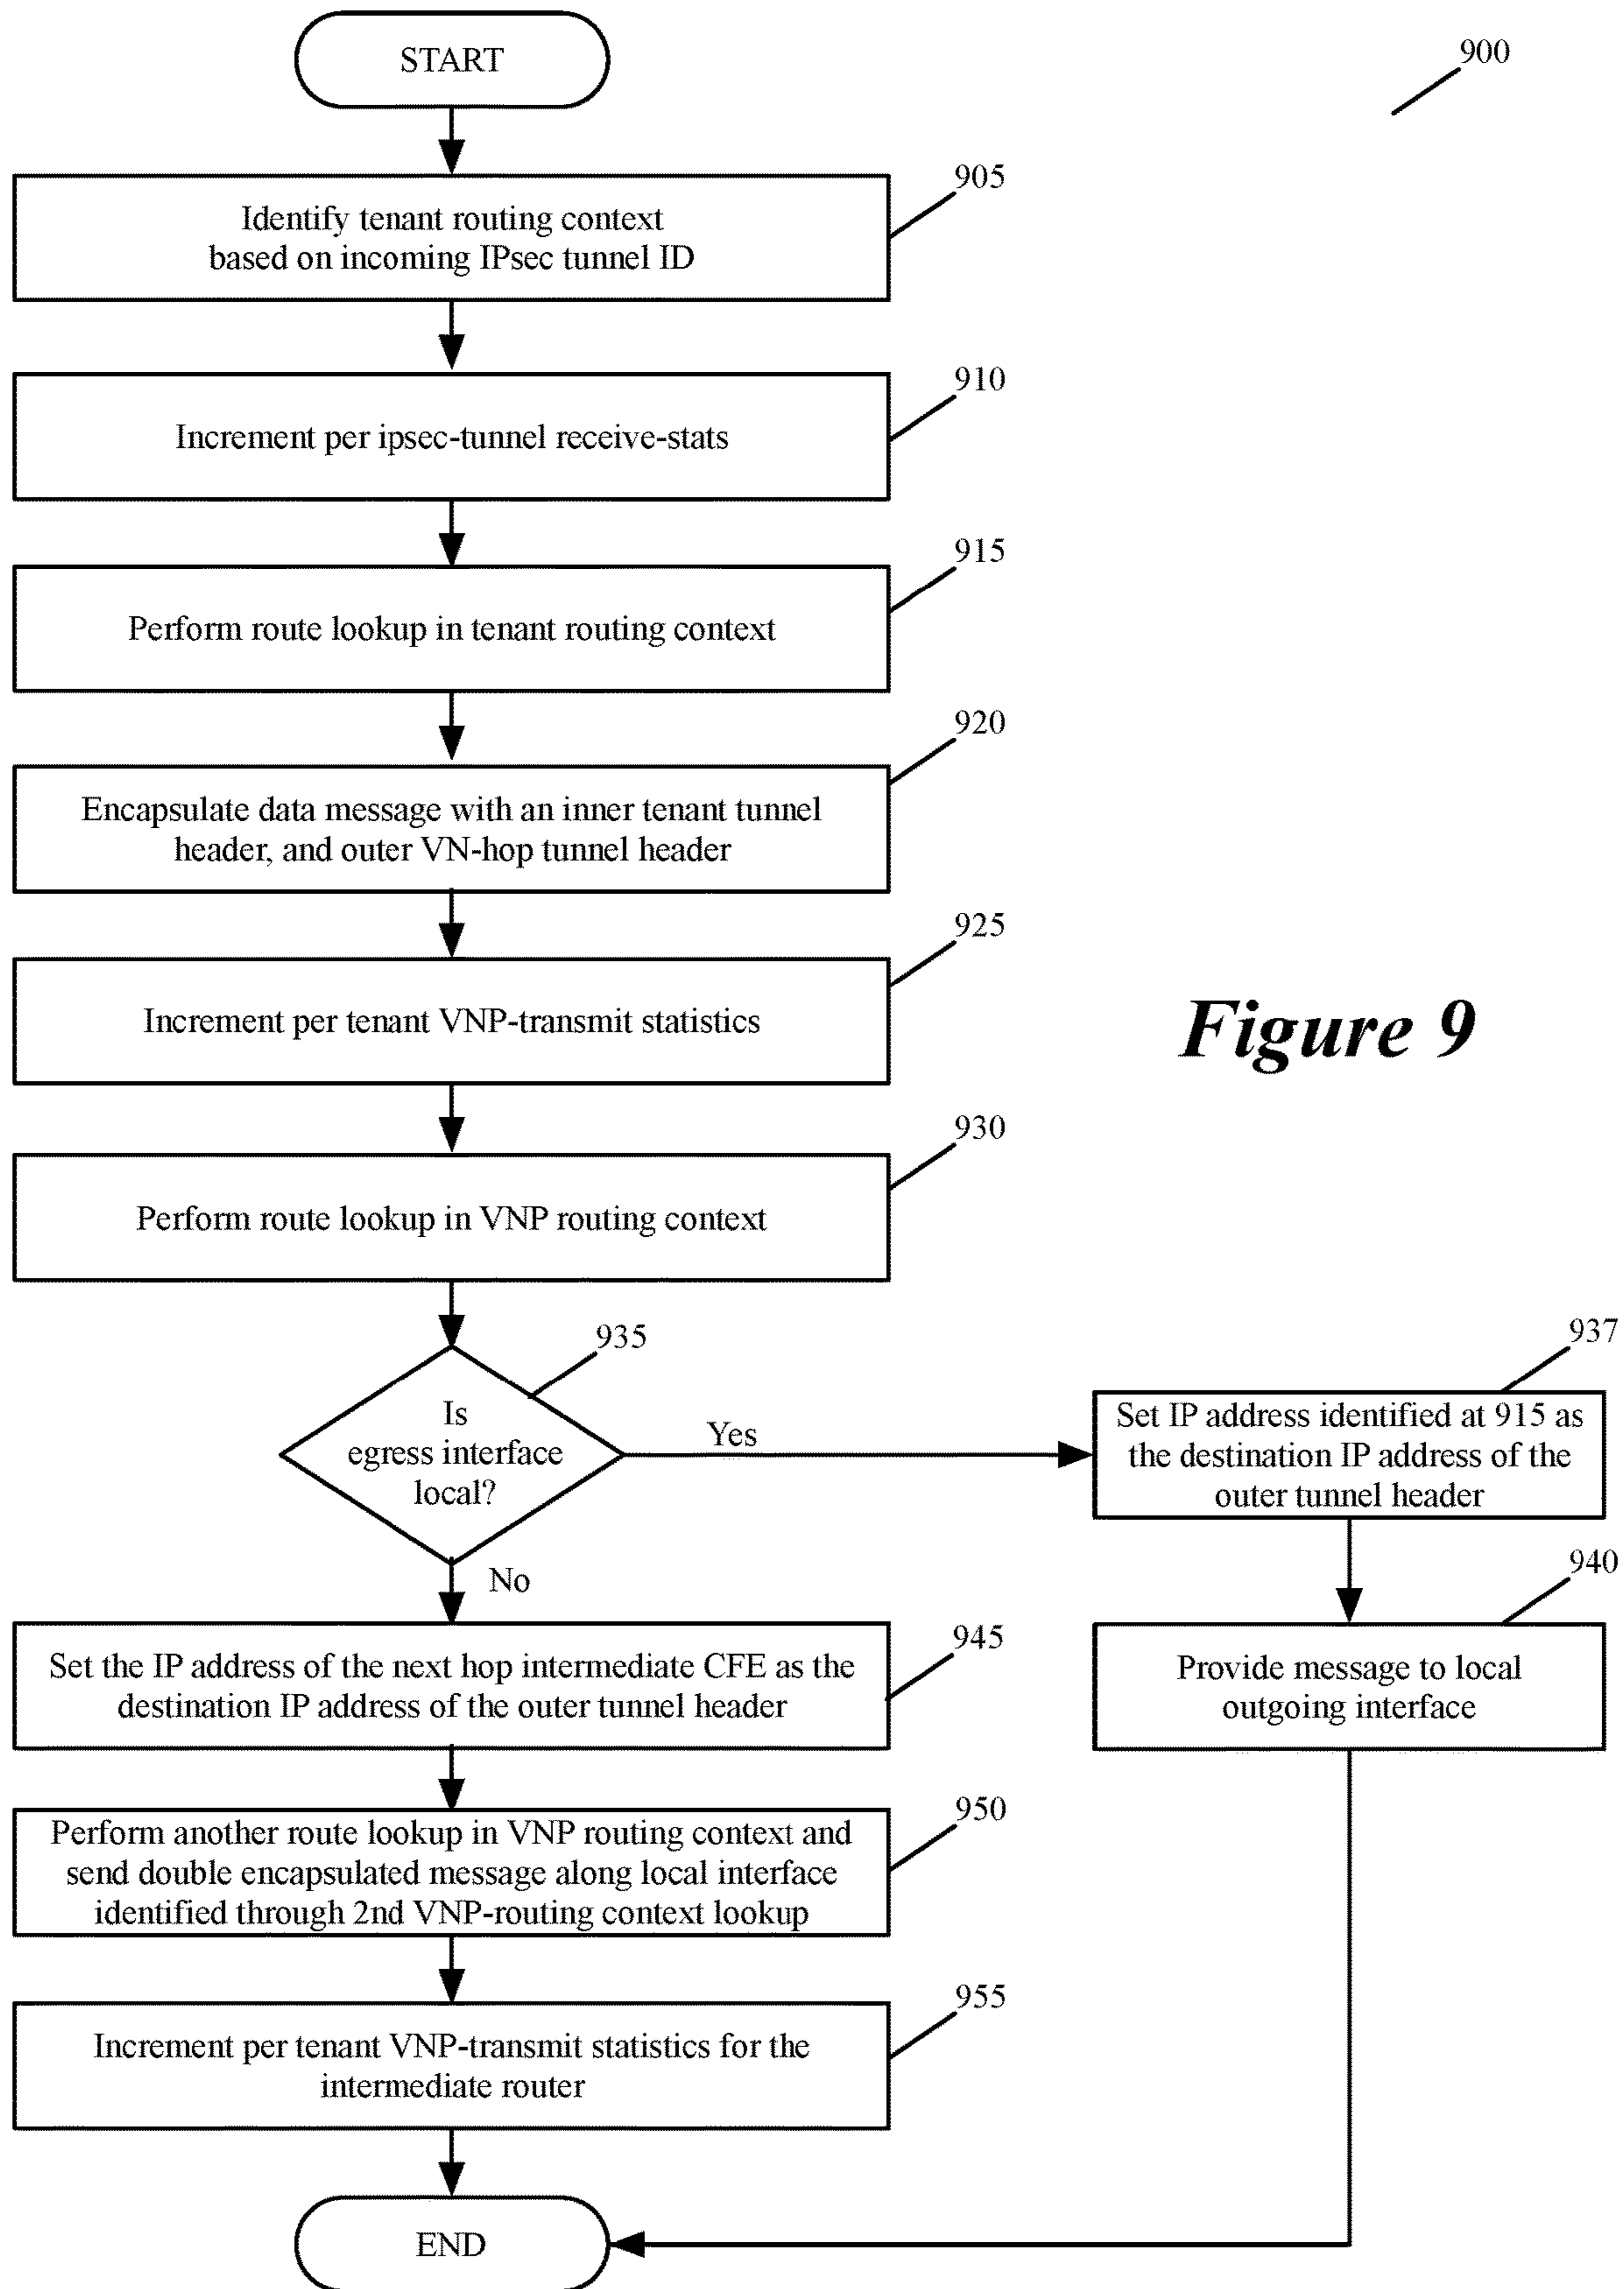 START
900
905
Identify tenant routing context
based on incoming IPsec tunnel ID
910
Increment per ipsec-tunnel receive-stats
915
Perform route lookup in tenant routing context
920
Encapsulate data message with an inner tenant tunnel
header, and outer VN-hop tunnel header
925
Increment per tenant VNP-transmit statistics
Figure 9
930
Perform route lookup in VNP routing context
935
Is
egress interface
local?
Yes
No
937
Set IP address identified at 915 as
the destination IP address of the
outer tunnel header
940
Provide message to local
outgoing interface
945
Set the IP address of the next hop intermediate CFE as the
destination IP address of the outer tunnel header
950
Perform another route lookup in VNP routing context and
send double encapsulated message along local interface
identified through 2nd VNP-routing context lookup
955
Increment per tenant VNP-transmit statistics for the
intermediate router
END